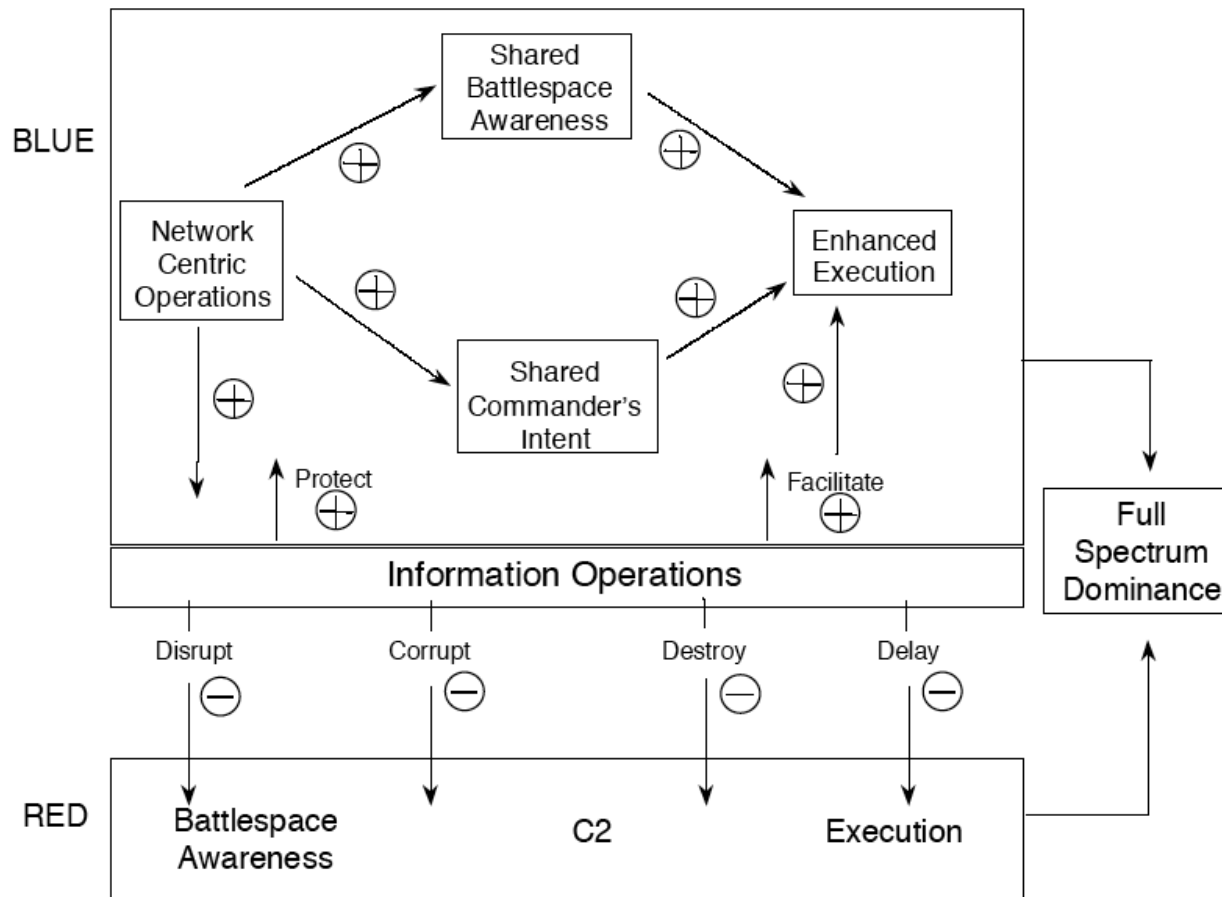 BLUE
Shared
Battlespace
Awareness
Network
Centric
Operations
Enhanced
Execution
Shared
Commander's
Intent
Protect
Facilitate
Full
Spectrum
Dominance
Information Operations
Disrupt
Corrupt
Destroy
Delay
RED
Battlespace
Awareness
C2
Execution